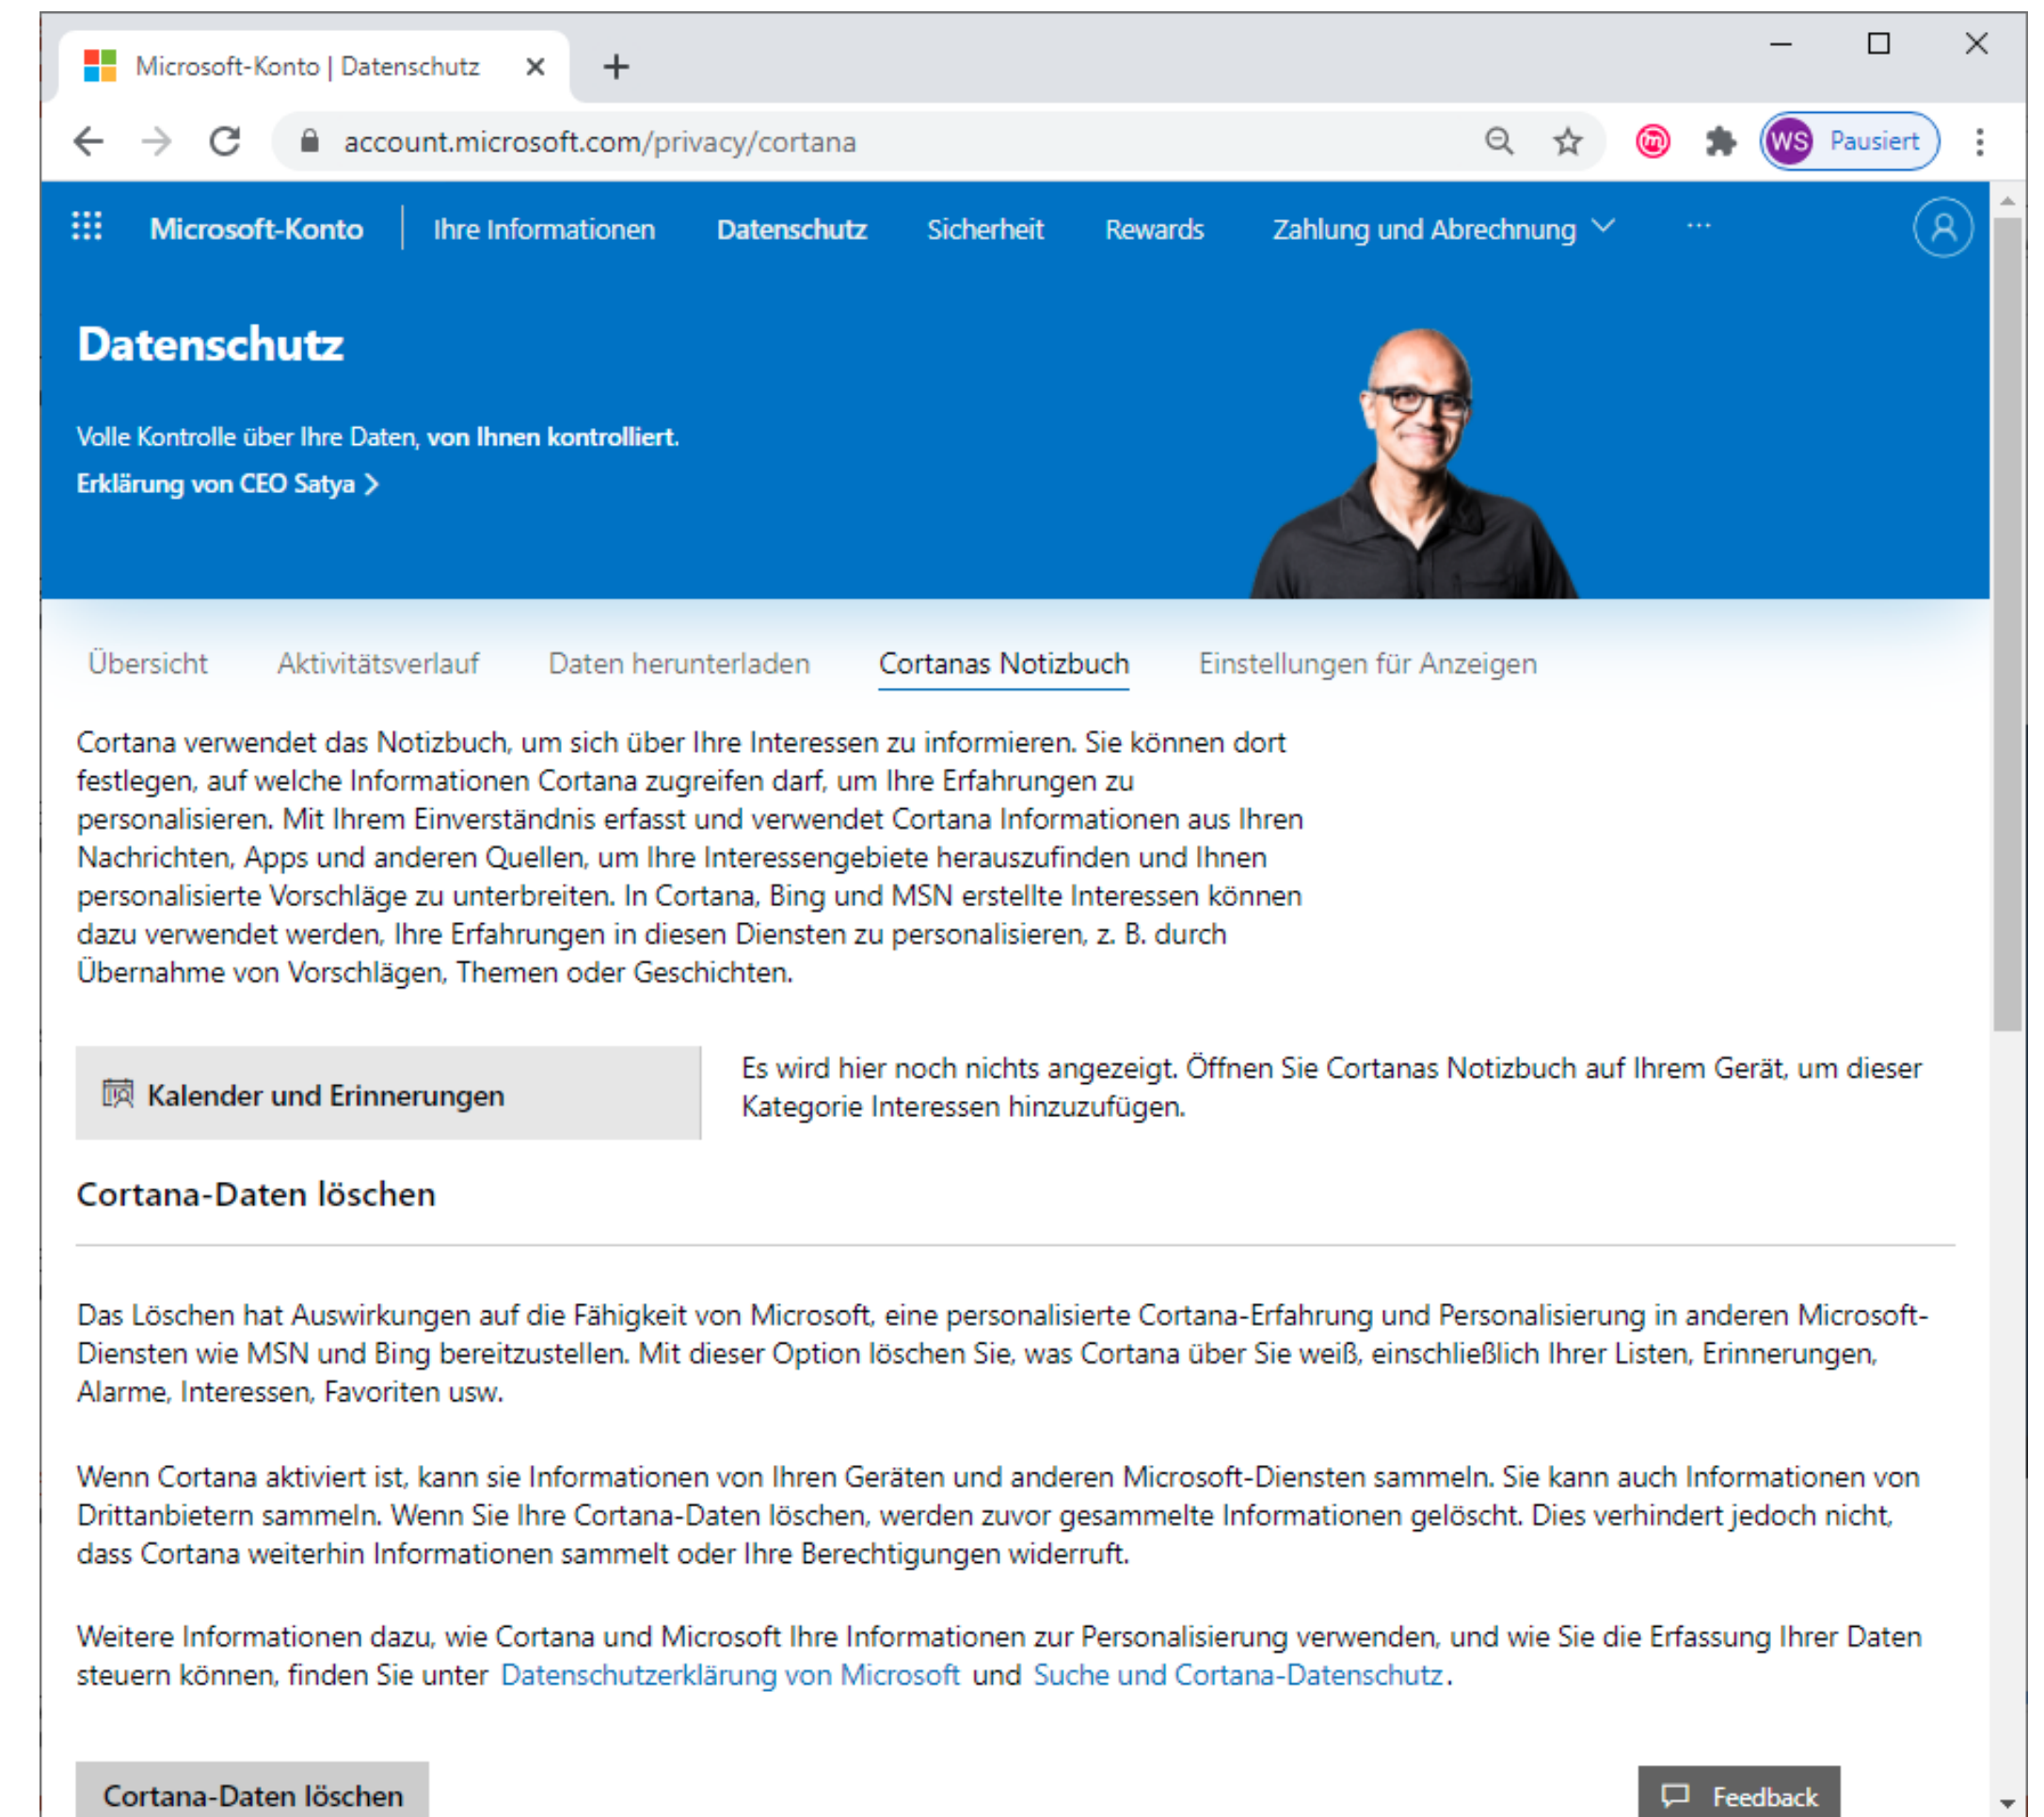 Microsoft-Konto | Datenschutz
account.microsoft.com/privacy/cortana
WS Pausiert
Microsoft-Konto Ihre Informationen Datenschutz Sicherheit Rewards Zahlung und Abrechnung ...
Datenschutz
Volle Kontrolle über Ihre Daten, von Ihnen kontrolliert.
Erklärung von CEO Satya >
Übersicht Aktivitätsverlauf Daten herunterladen Cortanas Notizbuch Einstellungen für Anzeigen
Cortana verwendet das Notizbuch, um sich über Ihre Interessen zu informieren. Sie können dort
festlegen, auf welche Informationen Cortana zugreifen darf, um Ihre Erfahrungen zu
personalisieren. Mit Ihrem Einverständnis erfasst und verwendet Cortana Informationen aus Ihren
Nachrichten, Apps und anderen Quellen, um Ihre Interessengebiete herauszufinden und Ihnen
personalisierte Vorschläge zu unterbreiten. In Cortana, Bing und MSN erstellte Interessen können
dazu verwendet werden, Ihre Erfahrungen in diesen Diensten zu personalisieren, z. B. durch
Übernahme von Vorschlägen, Themen oder Geschichten.
Kalender und Erinnerungen
Es wird hier noch nichts angezeigt. Öffnen Sie Cortanas Notizbuch auf Ihrem Gerät, um dieser
Kategorie Interessen hinzuzufügen.
Cortana-Daten löschen
Das Löschen hat Auswirkungen auf die Fähigkeit von Microsoft, eine personalisierte Cortana-Erfahrung und Personalisierung in anderen Microsoft-
Diensten wie MSN und Bing bereitzustellen. Mit dieser Option löschen Sie, was Cortana über Sie weiß, einschließlich Ihrer Listen, Erinnerungen,
Alarme, Interessen, Favoriten usw.
Wenn Cortana aktiviert ist, kann sie Informationen von Ihren Geräten und anderen Microsoft-Diensten sammeln. Sie kann auch Informationen von
Drittanbietern sammeln. Wenn Sie Ihre Cortana-Daten löschen, werden zuvor gesammelte Informationen gelöscht. Dies verhindert jedoch nicht,
dass Cortana weiterhin Informationen sammelt oder Ihre Berechtigungen widerruft.
Weitere Informationen dazu, wie Cortana und Microsoft Ihre Informationen zur Personalisierung verwenden, und wie Sie die Erfassung Ihrer Daten
steuern können, finden Sie unter Datenschutzerklärung von Microsoft und Suche und Cortana-Datenschutz.
Cortana-Daten löschen
Feedback